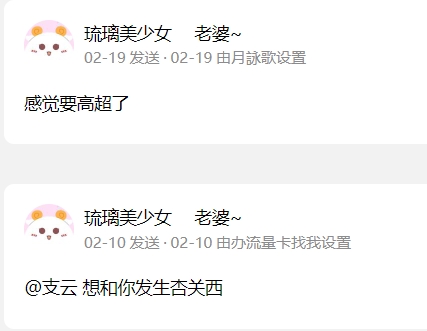 琉璃美少女 老婆~
02-19 发送 · 02-19 由月詠歌设置
感觉要高超了
琉璃美少女 老婆~
02-10 发送 · 02-10 由办流量卡找我设置
@支云 想和你发生杏关西